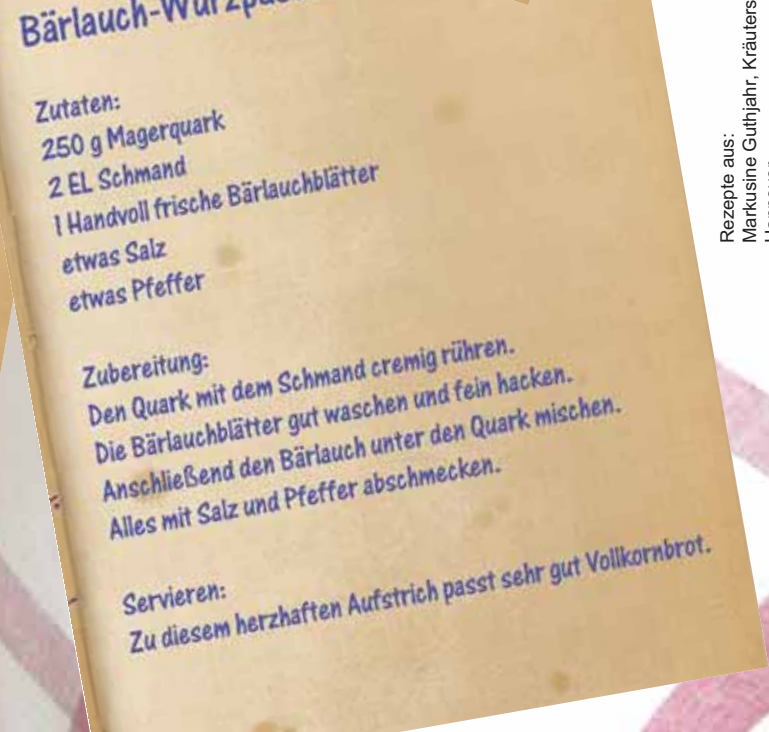 Bärlauch-Würzpas
Zutaten:
250 g Magerquark
2 EL Schmand
1 Handvoll frische Bärlauchblätter
etwas Salz
etwas Pfeffer
Zubereitung:
Den Quark mit dem Schmand cremig rühren.
Die Bärlauchblätter gut waschen und fein hacken.
Anschließend den Bärlauch unter den Quark mischen.
Alles mit Salz und Pfeffer abschmecken.
Servieren:
Zu diesem herzhaften Aufstrich passt sehr gut Vollkornbrot.
Rezepte aus:
Markusine Guthjahr, Kräuters